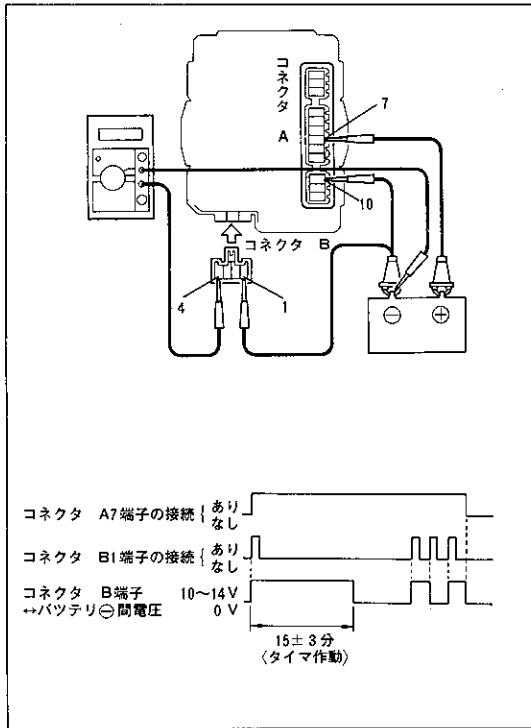 コネクタ
A
7
10
コネクタ B
4
1
⊖
⊕
コネクタ A7端子の接続 { あり
なし
コネクタ B1端子の接続 { あり
なし
コネクタ B端子 10〜14V
↔バッテリ⊖間電圧 0V
15±3分
〈タイマ作動〉